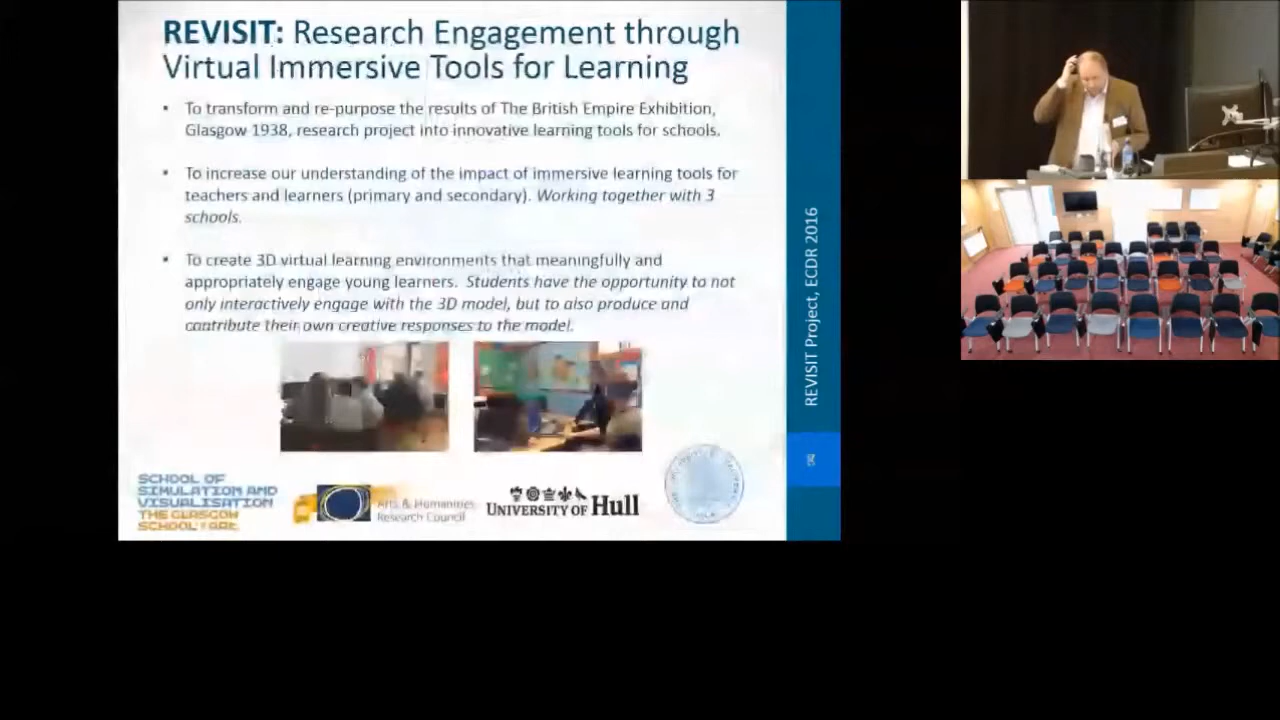 REVISIT: Research Engagement through
Virtual Immersive Tools for Learning
▪ To transform and re-purpose the results of The British Empire Exhibition,
Glasgow 1938, research project into innovative learning tools for schools.
▪ To increase our understanding of the impact of immersive learning tools for
teachers and learners (primary and secondary). Working together with 3
schools.
▪ To create 3D virtual learning environments that meaningfully and
appropriately engage young learners. Students have the opportunity to not
only interactively engage with the 3D model, but to also produce and
contribute their own creative responses to the model.
SCHOOL OF
SIMULATION AND
VISUALISATION
THE GLASGOW
SCHOOL OF ART
Arts & Humanities
Research Council
UNIVERSITY OF Hull
REVISIT Project, ECDR 2016